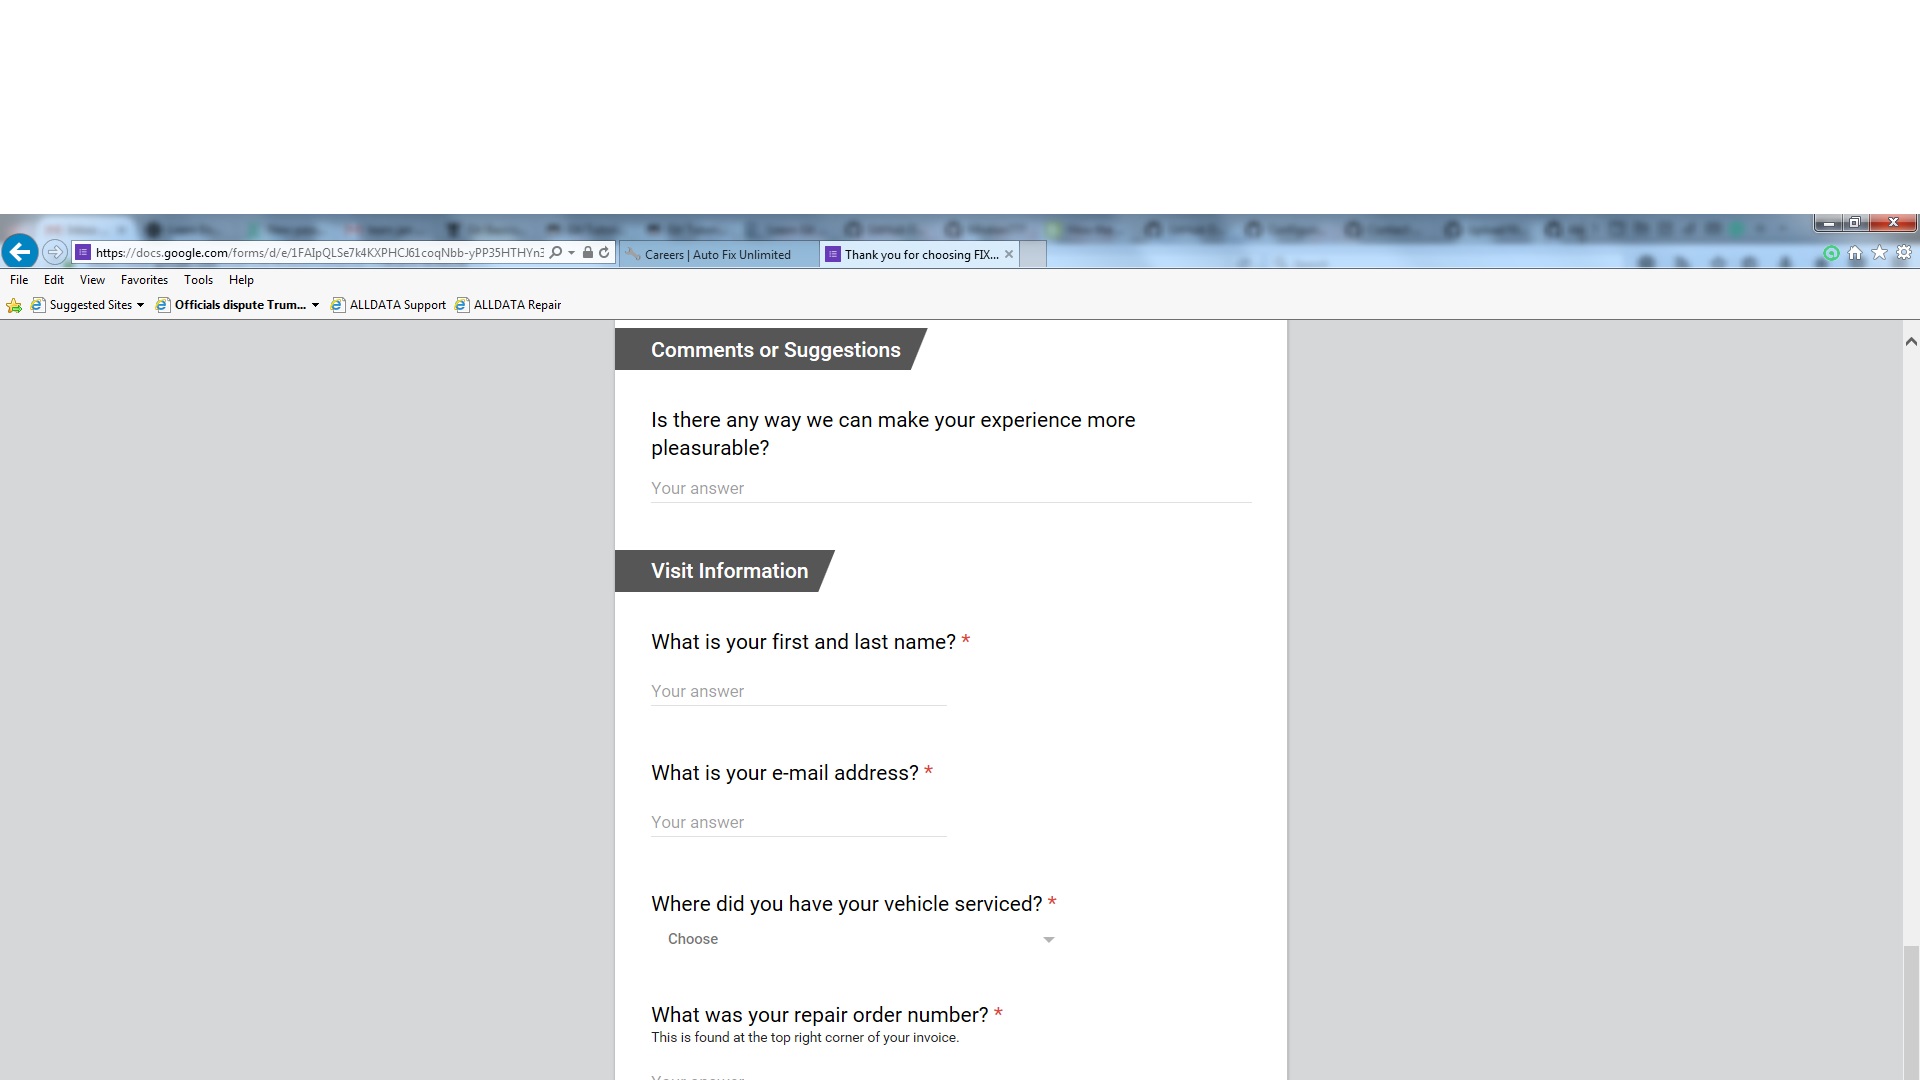 https://docs.google.com/forms/d/e/1FAIpQLSe7k4KXPHCJ61coqNbb-yPP35HTHYn3
Careers | Auto Fix Unlimited
Thank you for choosing FIX...
File Edit View Favorites Tools Help
Suggested Sites Officials dispute Trum... ALLDATA Support ALLDATA Repair
Comments or Suggestions
Is there any way we can make your experience more
pleasurable?
Your answer
Visit Information
What is your first and last name? *
Your answer
What is your e-mail address? *
Your answer
Where did you have your vehicle serviced? *
Choose
What was your repair order number? *
This is found at the top right corner of your invoice.